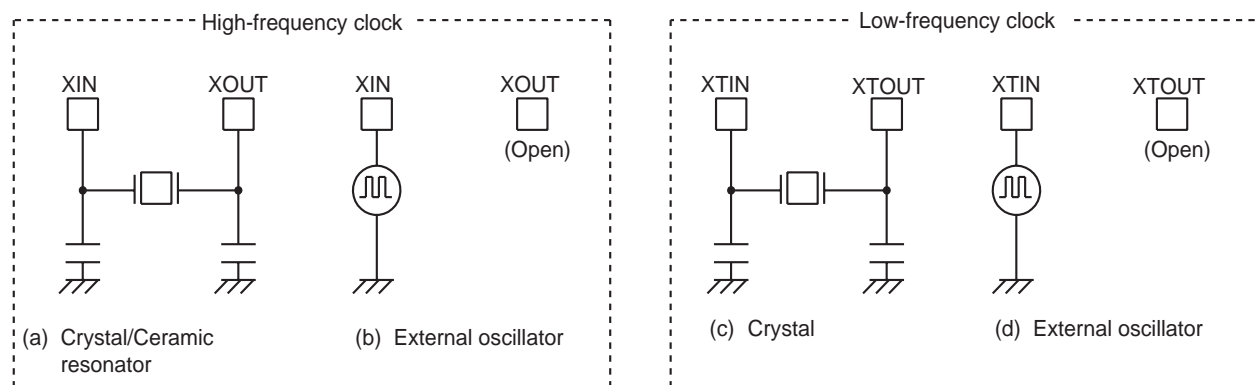 High-frequency clock
XIN XOUT XIN XOUT
(Open)
(a) Crystal/Ceramic
resonator
(b) External oscillator
Low-frequency clock
XTIN XTOUT XTIN XTOUT
(Open)
(c) Crystal
(d) External oscillator